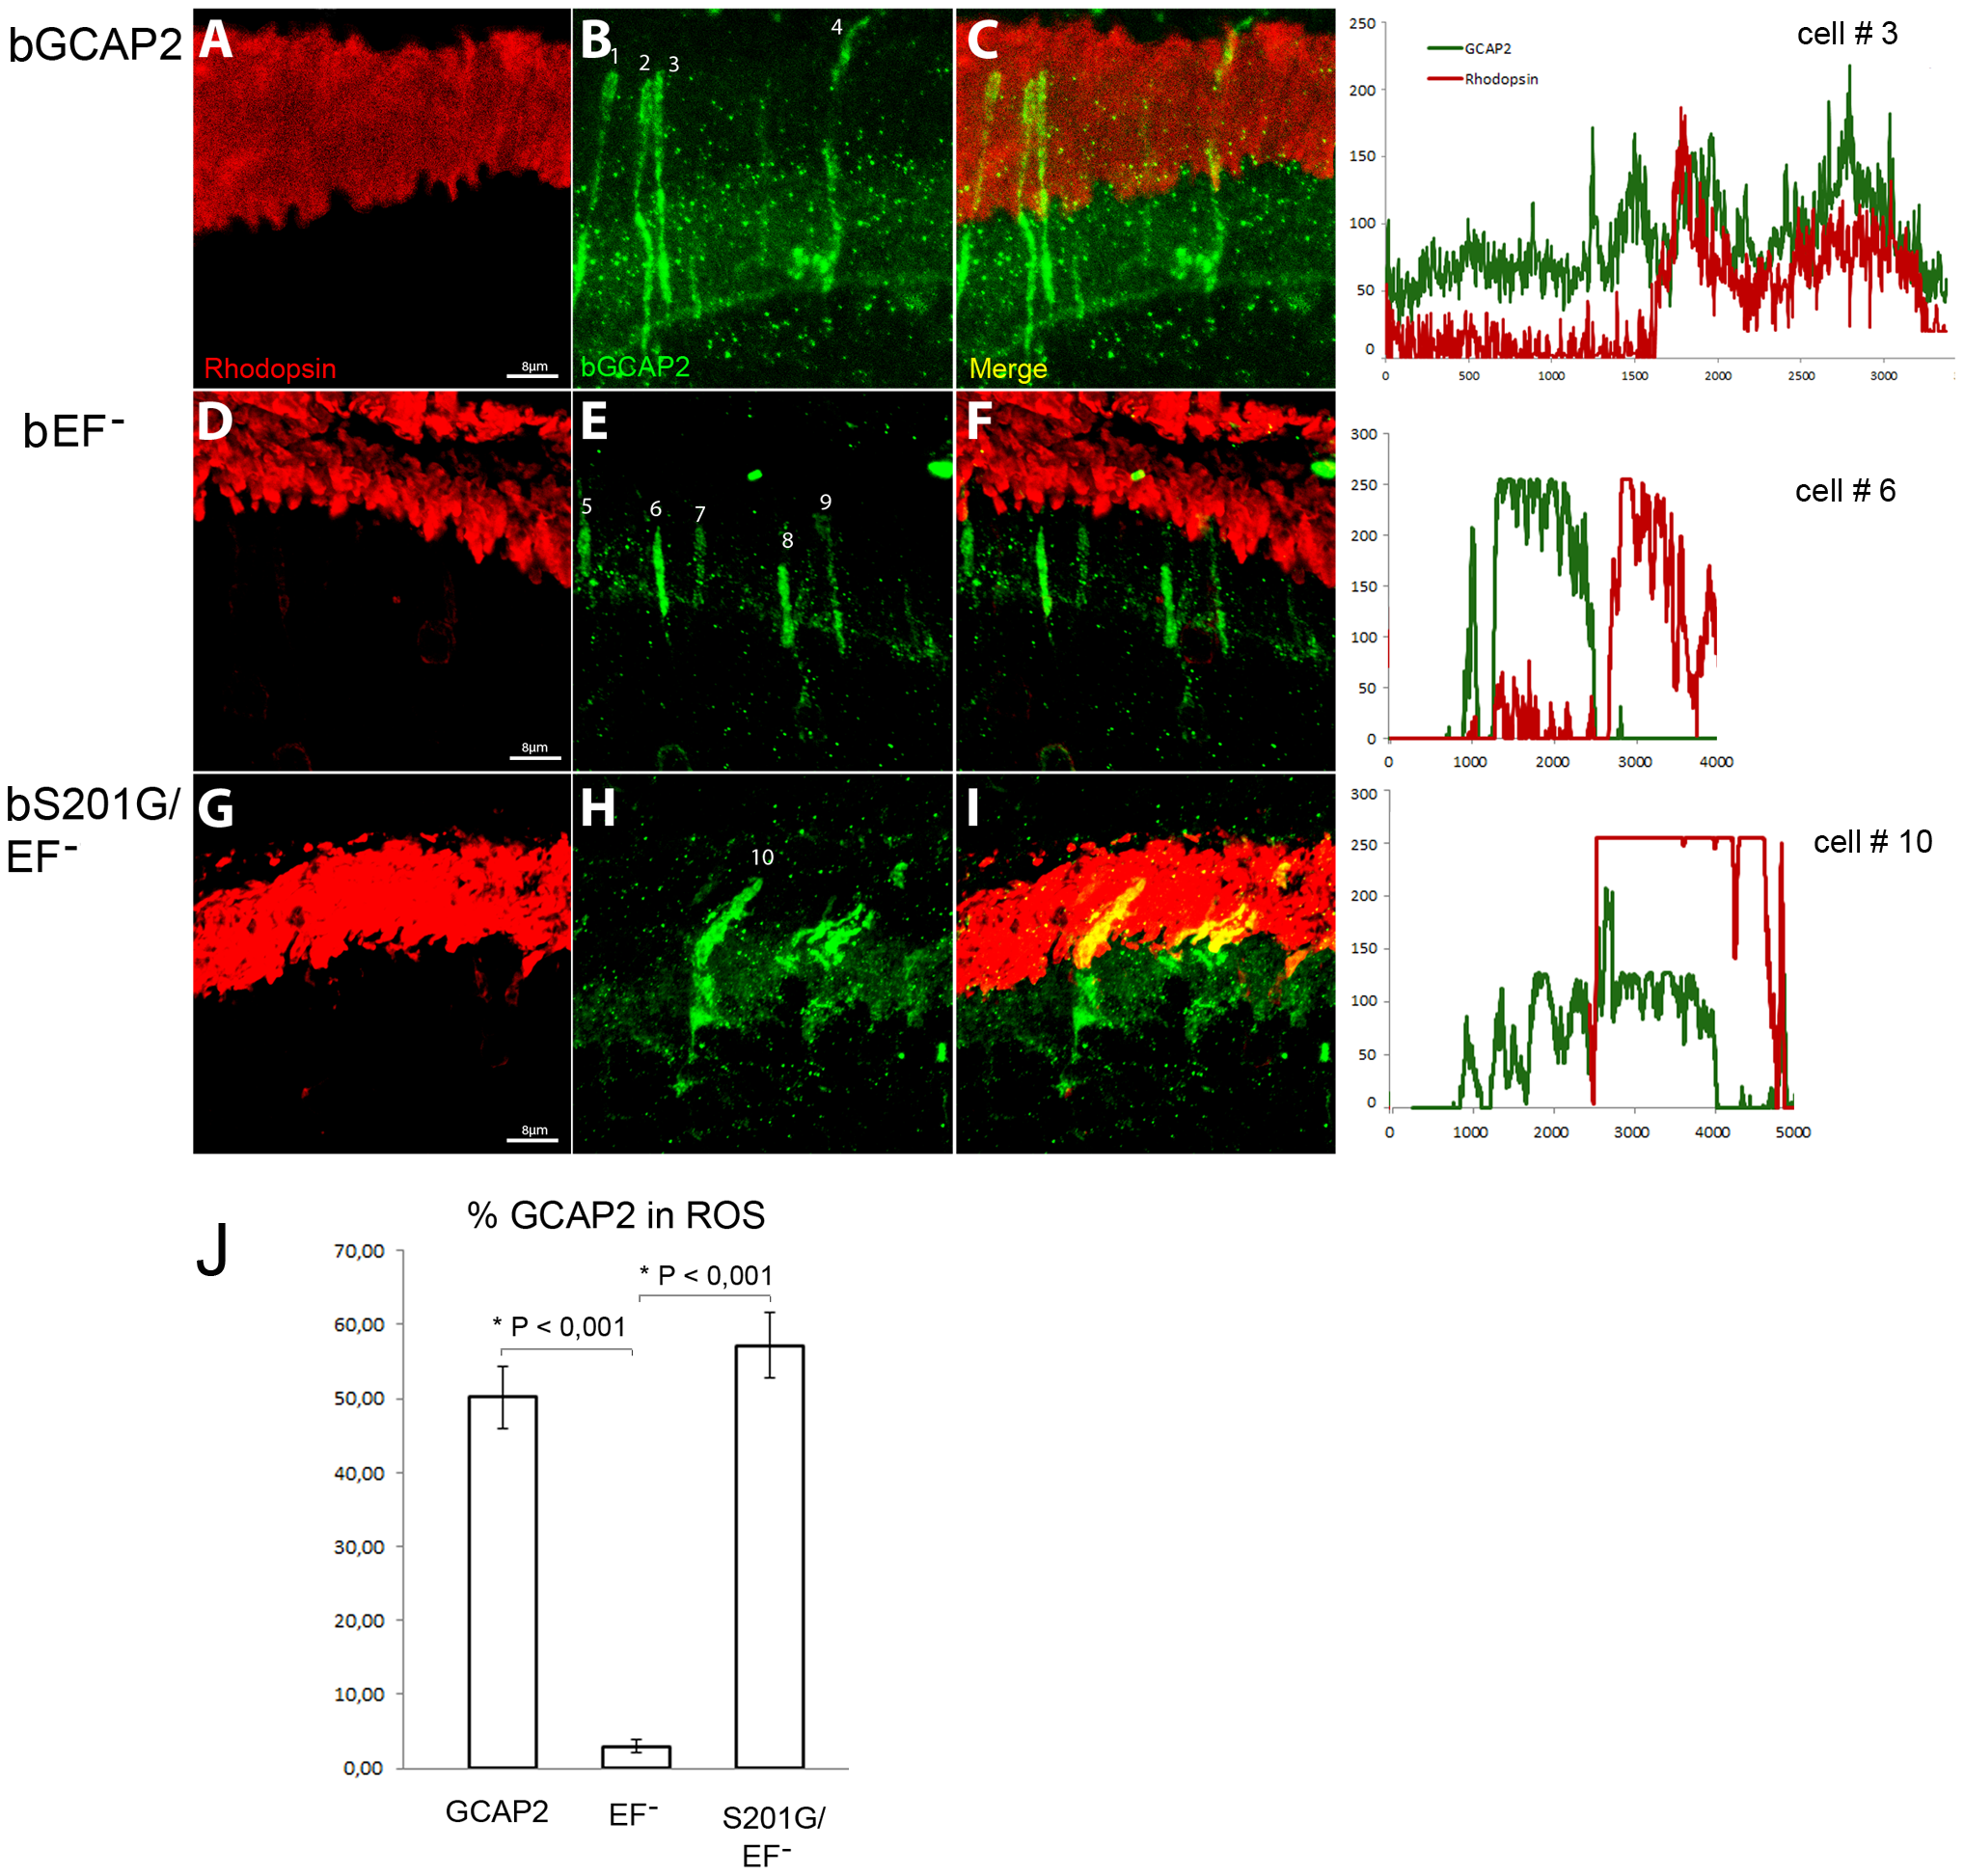 bGCAP2
A
B
1
2
3
4
C
Rhodopsin
8µm
bGCAP2
Merge
250
200
150
100
50
0
0
500
1000
1500
2000
2500
3000
GCAP2
Rhodopsin
cell # 3
bEF-
D
E
5
6
7
8
9
F
8µm
300
250
200
150
100
50
0
0
1000
2000
3000
4000
cell # 6
bS201G/
EF-
G
H
10
I
8µm
300
250
200
150
100
50
0
0
1000
2000
3000
4000
5000
cell # 10
J
% GCAP2 in ROS
70,00
60,00
50,00
40,00
30,00
20,00
10,00
0,00
* P < 0,001
* P < 0,001
GCAP2
EF-
S201G/
EF-